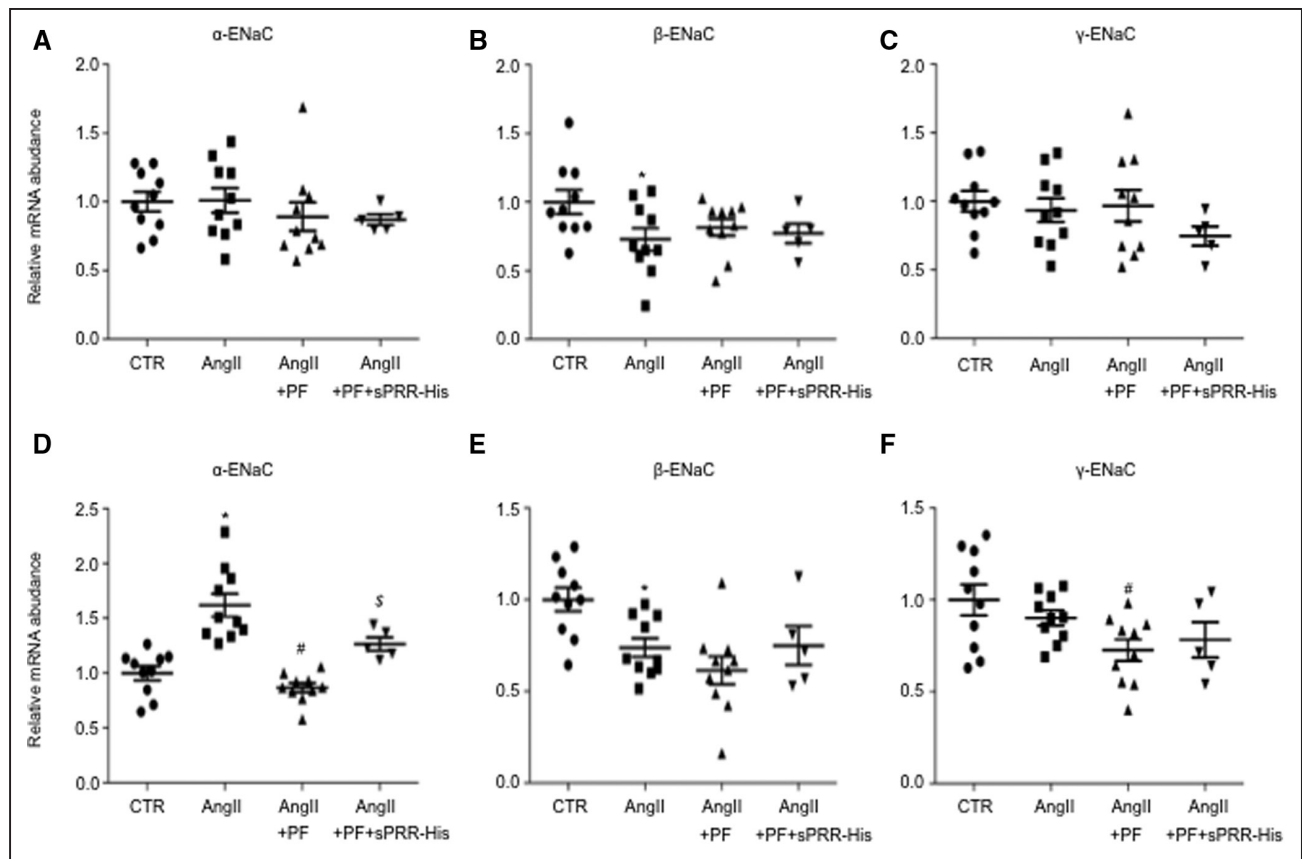 A
α-ENaC
Relative mRNA abudance
2.0
1.5
1.0
0.5
0.0
CTR
AngII
AngII
+PF
AngII
+PF+sPRR-His
B
β-ENaC
2.0
1.5
1.0
0.5
0.0
*
CTR
AngII
AngII
+PF
AngII
+PF+sPRR-His
C
γ-ENaC
2.0
1.5
1.0
0.5
0.0
CTR
AngII
AngII
+PF
AngII
+PF+sPRR-His
D
α-ENaC
Relative mRNA abudance
2.5
2.0
1.5
1.0
0.5
0.0
*
#
$
CTR
AngII
AngII
+PF
AngII
+PF+sPRR-His
E
β-ENaC
1.5
1.0
0.5
0.0
*
CTR
AngII
AngII
+PF
AngII
+PF+sPRR-His
F
γ-ENaC
1.5
1.0
0.5
0.0
#
CTR
AngII
AngII
+PF
AngII
+PF+sPRR-His